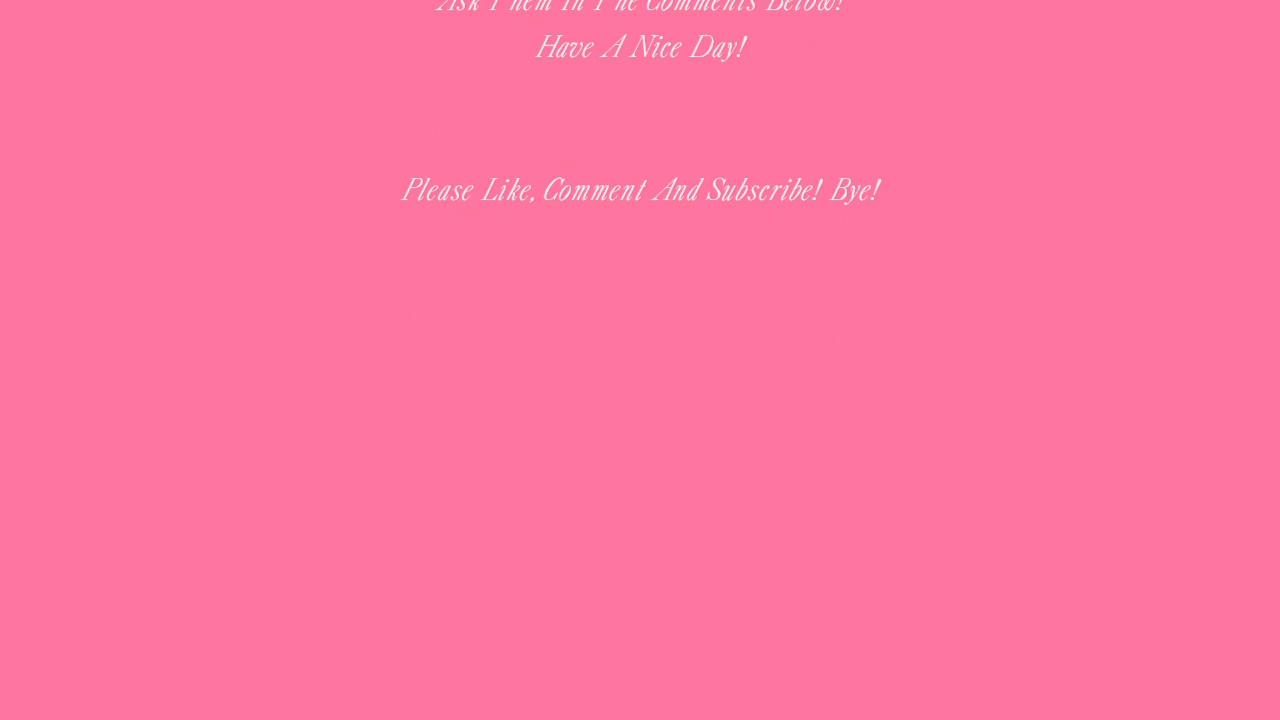 Ask Them In The Comments Below!
Have A Nice Day!
Please Like, Comment And Subscribe! Bye!